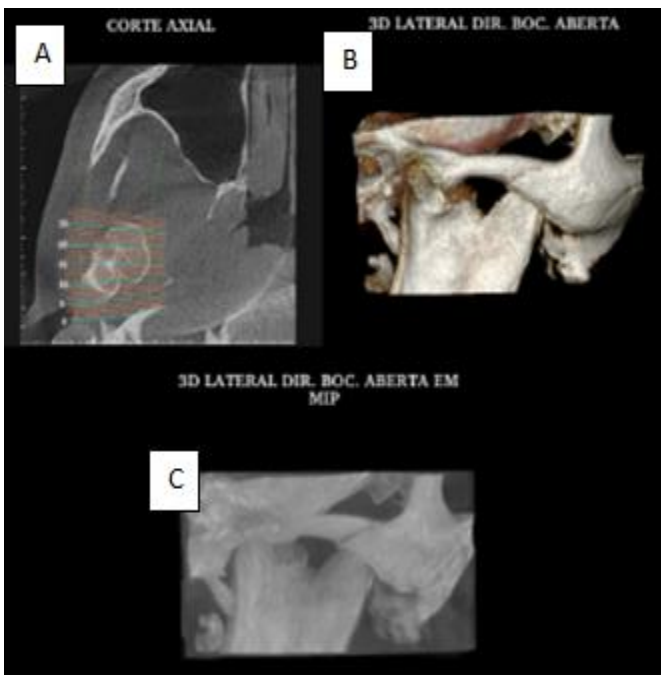 CORTE AXIAL
3D LATERAL DIR. BOC. ABERTA
A
B
3D LATERAL DIR. BOC. ABERTA EM
MIP
C